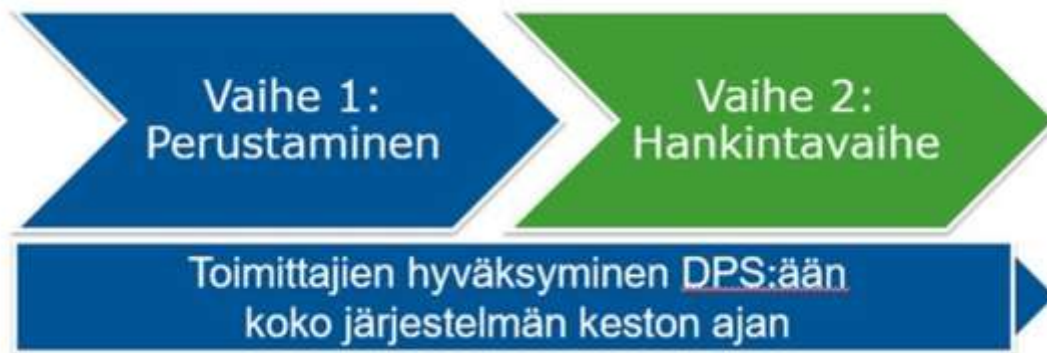 Vaihe 1:
Perustaminen
Vaihe 2:
Hankintavaihe
Toimittajien hyväksyminen DPS:ään
koko järjestelmän keston ajan